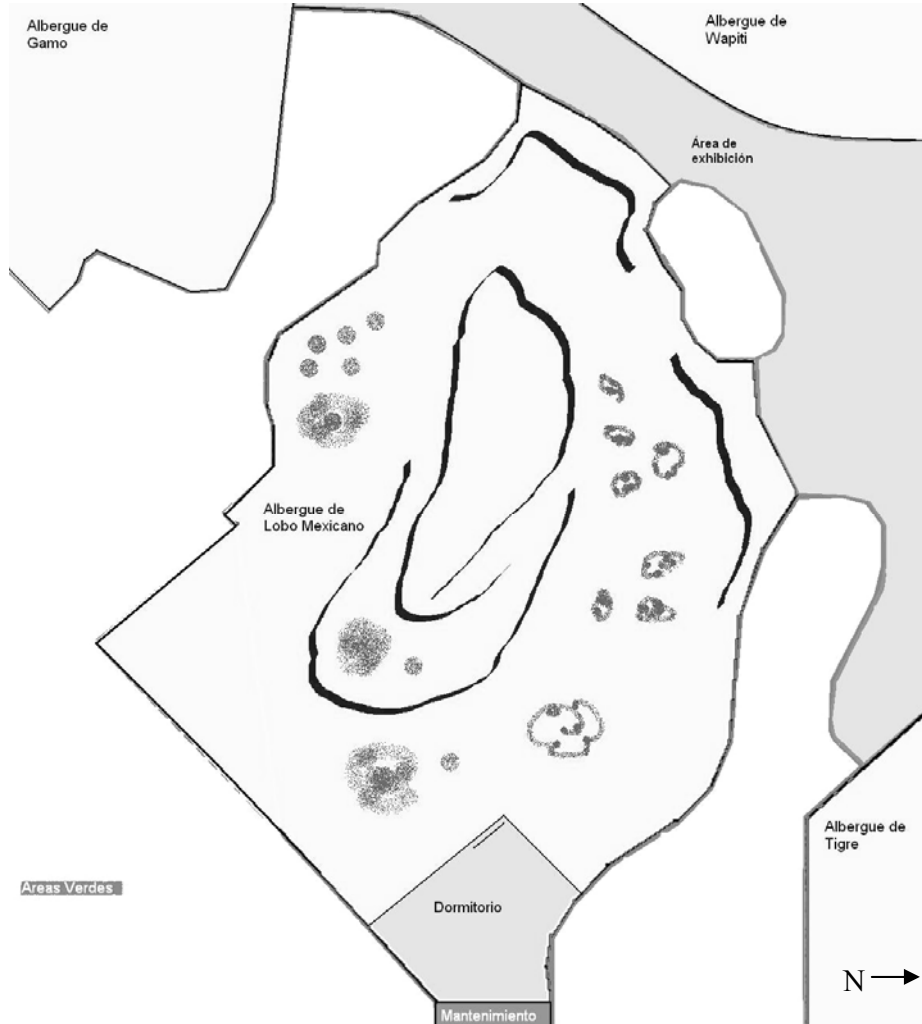 Albergue de
Gamo
Albergue de
Wapiti
Área de
exhibición
Albergue de
Lobo Mexicano
Albergue de
Tigre
Areas Verdes
Dormitorio
N
Mantenimiento